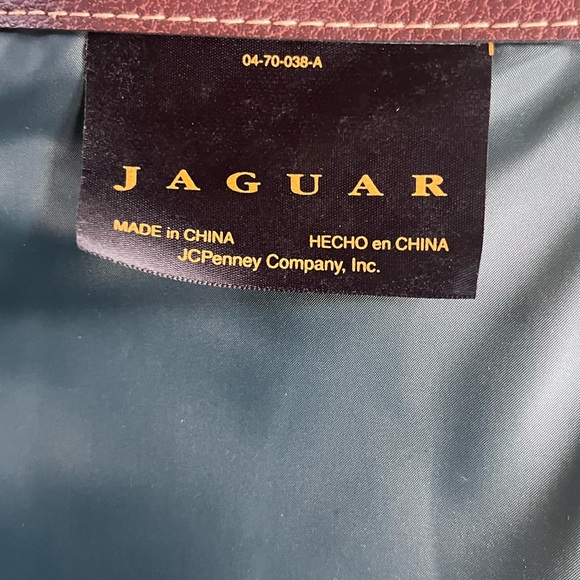 04-70-038-A
JAGUAR
MADE in CHINA HECHO en CHINA
JCPenney Company, Inc.